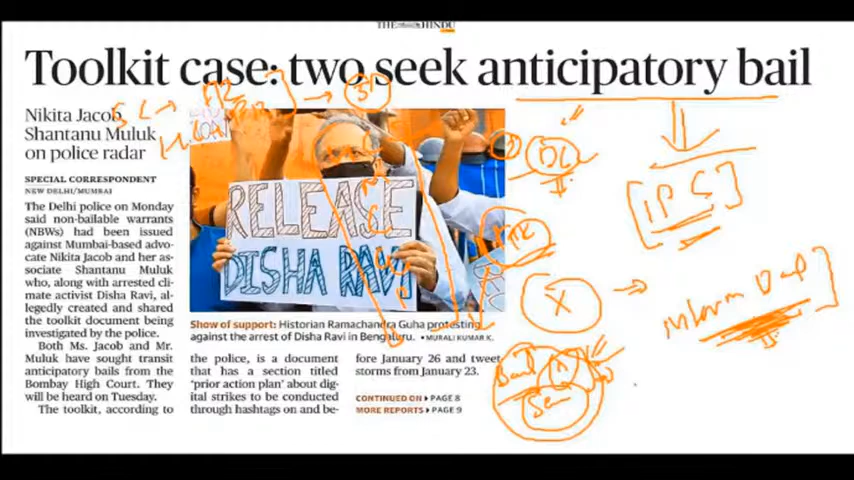 THE HINDU
Toolkit case: two seek anticipatory bail
Nikita Jacob,
Shantanu Muluk
on police radar
SPECIAL CORRESPONDENT
NEW DELHI/MUMBAI
The Delhi police on Monday
said non-bailable warrants
(NBWs) had been issued
against Mumbai-based advo-
cate Nikita Jacob and her as-
sociate Shantanu Muluk
who, along with arrested cli-
mate activist Disha Ravi, al-
legedly created and shared
the toolkit document being
investigated by the police.
Both Ms. Jacob and Mr.
Muluk have sought transit
anticipatory bails from the
Bombay High Court. They
will be heard on Tuesday.
The toolkit, according to
RELEASE
DISHA RAVI
Show of support: Historian Ramachandra Guha protesting
against the arrest of Disha Ravi in Bengaluru. • MURALI KUMAR K.
the police, is a document
that has a section titled
'prior action plan' about dig-
ital strikes to be conducted
through hashtags on and be-
fore January 26 and tweet
storms from January 23.
CONTINUED ON ▸ PAGE 8
MORE REPORTS ▸ PAGE 9
IPC
X